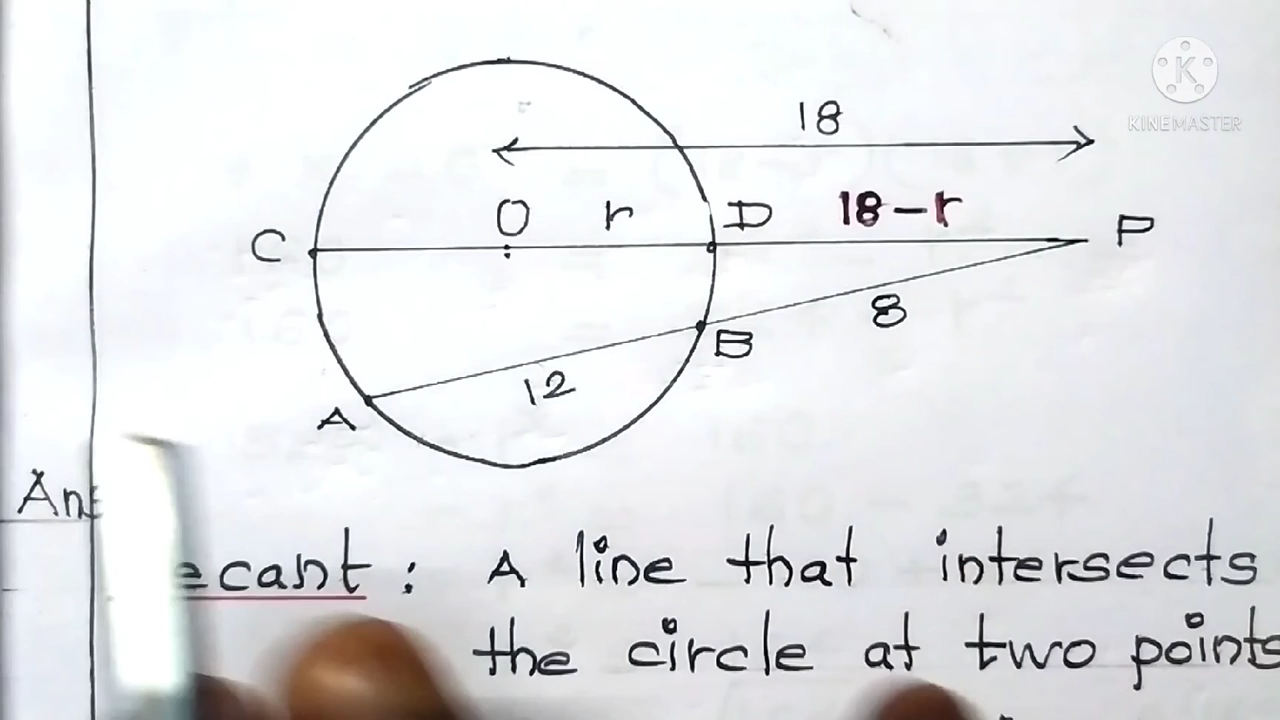 18
C O r D 18-r P
8
B
12
A
An
ecant : A line that intersects
the circle at two points
KINEMASTER